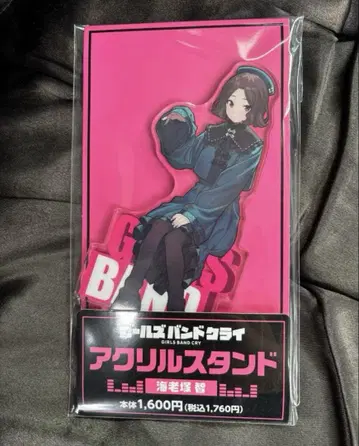 GIRLS
BAND
ガールズバンドクライ
GIRLS BAND CRY
アクリルスタンド
海老塚 智
本体1,600円(税込1,760円)